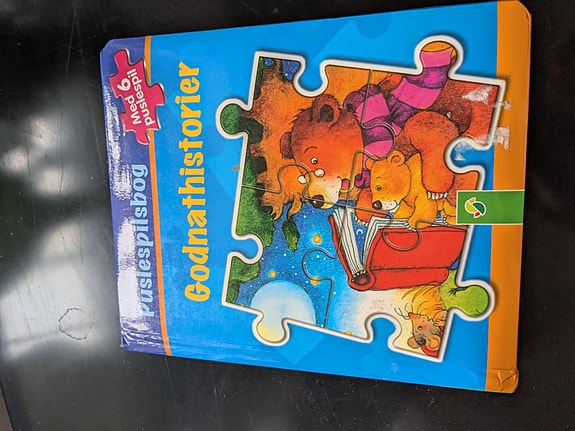 Puslespilsbog
Med 6
puslespil
Godnathistorier